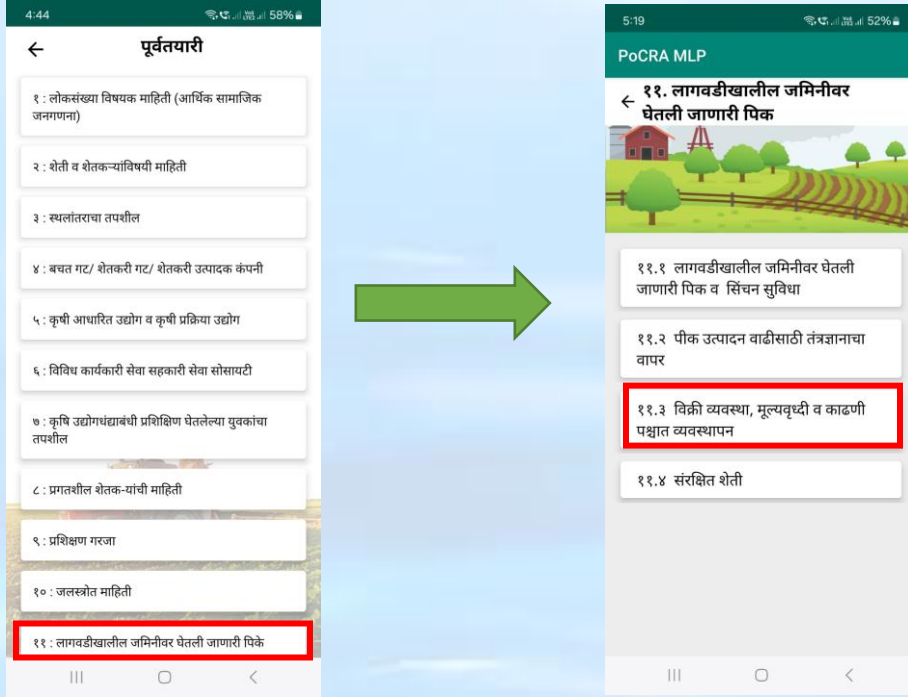 4:44
58%
पूर्वतयारी
१ : लोकसंख्या विषयक माहिती (आर्थिक सामाजिक
जनगणना)
२ : शेती व शेतकऱ्यांविषयी माहिती
३ : स्थलांतराचा तपशील
४ : बचत गट/ शेतकरी गट/ शेतकरी उत्पादक कंपनी
५ : कृषी आधारित उद्योग व कृषी प्रक्रिया उद्योग
६ : विविध कार्यकारी सेवा सहकारी सेवा सोसायटी
७ : कृषि उद्योगधंद्याबंधी प्रशिक्षिण घेतलेल्या युवकांचा
तपशील
८ : प्रगतशील शेतक-यांची माहिती
९ : प्रशिक्षण गरजा
१० : जलस्त्रोत माहिती
११ : लागवडीखालील जमिनीवर घेतली जाणारी पिके
5:19
52%
PoCRA MLP
११. लागवडीखालील जमिनीवर
घेतली जाणारी पिक
११.१ लागवडीखालील जमिनीवर घेतली
जाणारी पिक व सिंचन सुविधा
११.२ पीक उत्पादन वाढीसाठी तंत्रज्ञानाचा
वापर
११.३ विक्री व्यवस्था, मूल्यवृध्दी व काढणी
पश्चात व्यवस्थापन
११.४ संरक्षित शेती